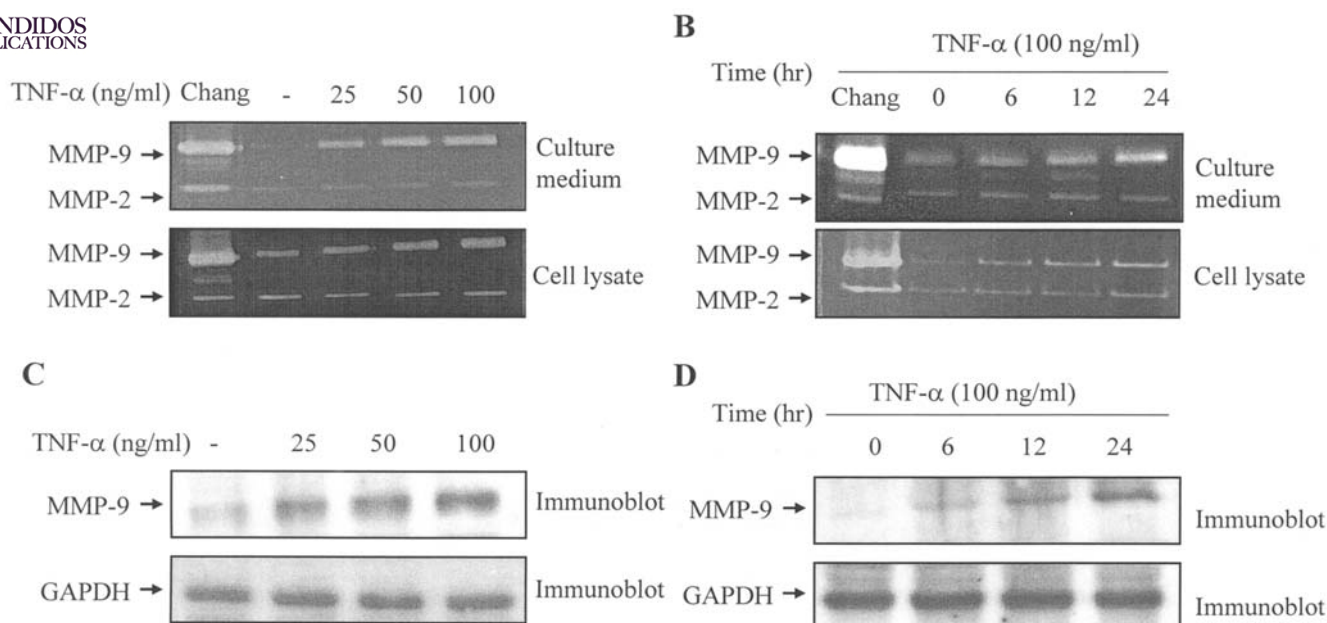 NDIDOS
LICATIONS
TNF-α (ng/ml) Chang - 25 50 100
MMP-9
MMP-2
Culture
medium
MMP-9
MMP-2
Cell lysate
B
TNF-α (100 ng/ml)
Time (hr)
Chang 0 6 12 24
MMP-9
MMP-2
Culture
medium
MMP-9
MMP-2
Cell lysate
C
TNF-α (ng/ml) - 25 50 100
MMP-9
Immunoblot
GAPDH
Immunoblot
D
TNF-α (100 ng/ml)
Time (hr)
0 6 12 24
MMP-9
Immunoblot
GAPDH
Immunoblot